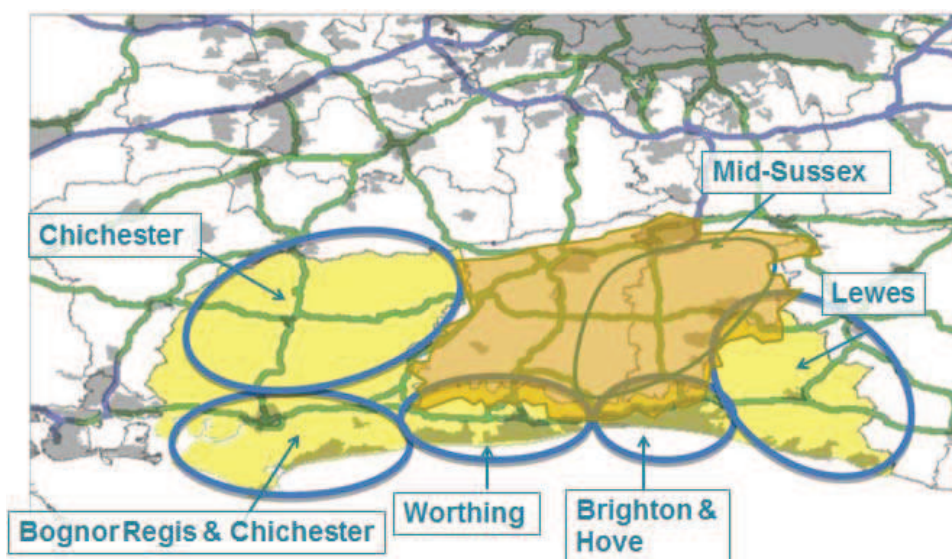 Mid-Sussex
Chichester
Lewes
Bognor Regis & Chichester
Worthing
Brighton &
Hove